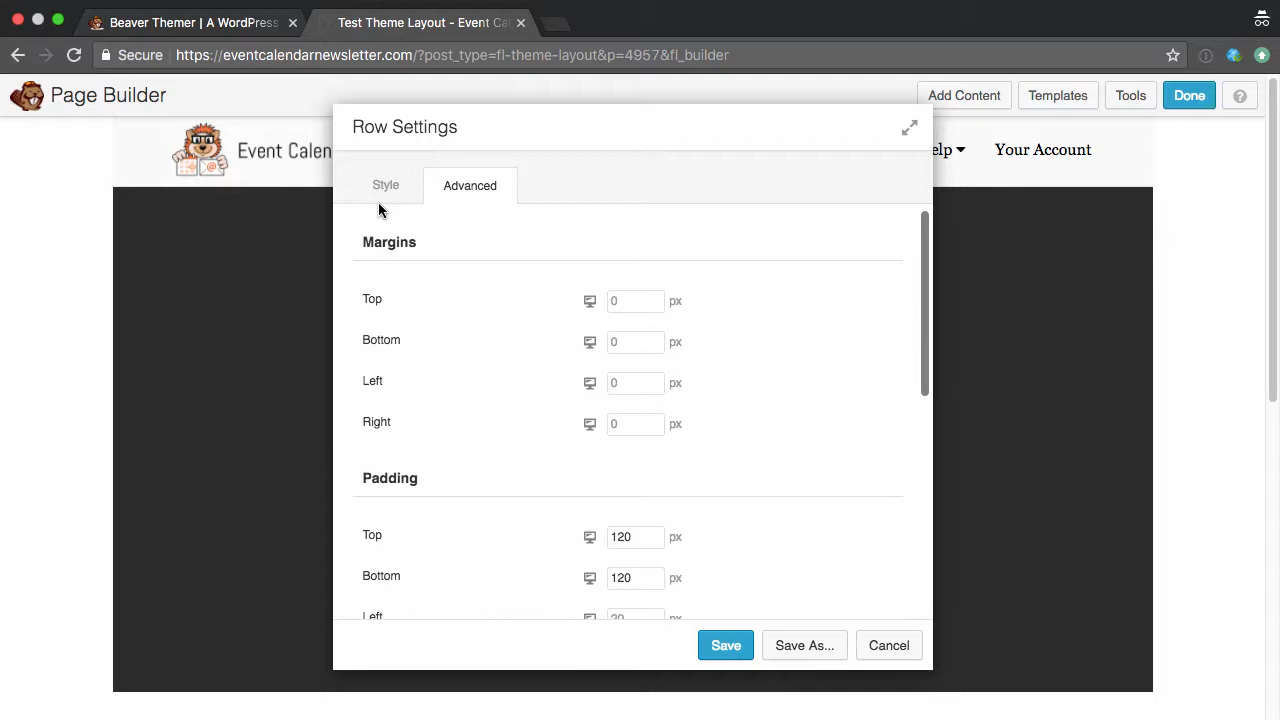 Beaver Themer | A WordPress
Test Theme Layout - Event Ca
Secure https://eventcalendarnewsletter.com/?post_type=fl-theme-layout&p=4957&fl_builder
Page Builder
Add Content
Templates
Tools
Done
?
Event Calen
elp
Your Account
Row Settings
Style
Advanced
Margins
Top 0 px
Bottom 0 px
Left 0 px
Right 0 px
Padding
Top 120 px
Bottom 120 px
Left 20 px
Save
Save As...
Cancel